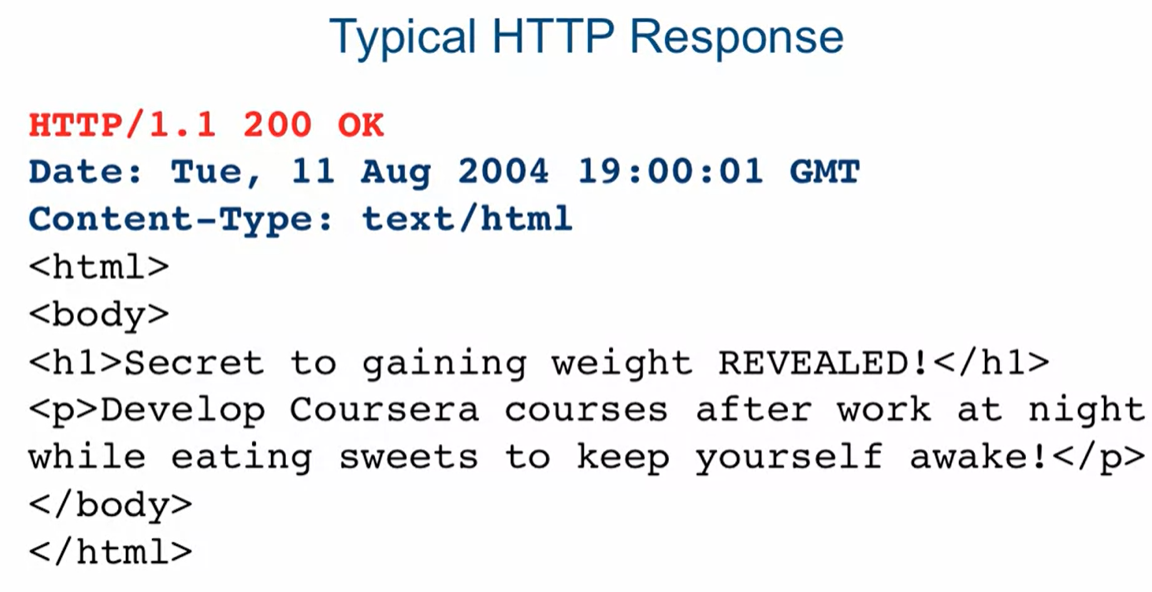 Typical HTTP Response
HTTP/1.1 200 OK
Date: Tue, 11 Aug 2004 19:00:01 GMT
Content-Type: text/html
<html>
<body>
<h1>Secret to gaining weight REVEALED!</h1>
<p>Develop Coursera courses after work at night
while eating sweets to keep yourself awake!</p>
</body>
</html>